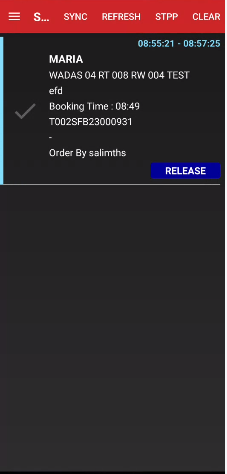 S... SYNC REFRESH STPP CLEAR
08:55:21 - 08:57:25
MARIA
WADAS 04 RT 008 RW 004 TEST
efd
Booking Time : 08:49
T002SFB23000931
-
Order By salimths
RELEASE